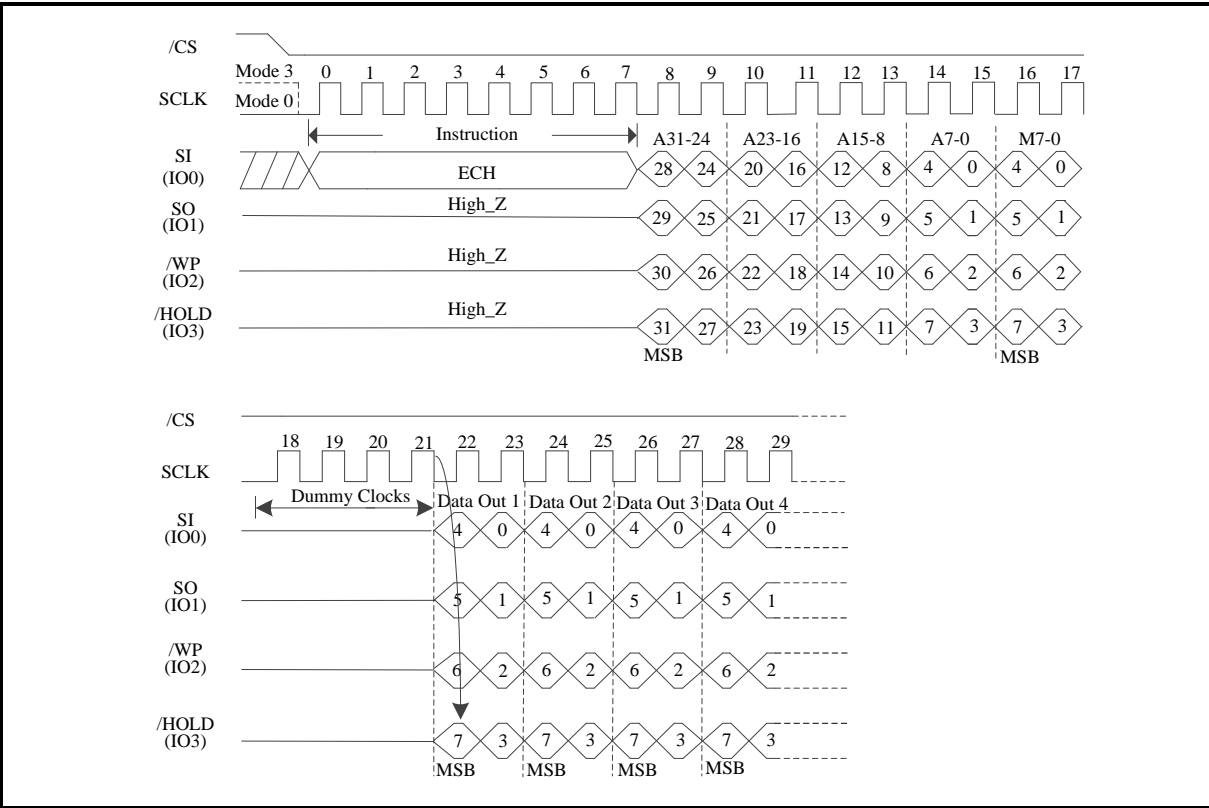 /CS
Mode 3 0 1 2 3 4 5 6 7 8 9 10 11 12 13 14 15 16 17
SCLK Mode 0
Instruction A31-24 A23-16 A15-8 A7-0 M7-0
SI
(IO0) ECH 28 24 20 16 12 8 4 0 4 0
SO
(IO1) High_Z 29 25 21 17 13 9 5 1 5 1
/WP
(IO2) High_Z 30 26 22 18 14 10 6 2 6 2
/HOLD
(IO3) High_Z 31 27 23 19 15 11 7 3 7 3
MSB MSB
/CS
18 19 20 21 22 23 24 25 26 27 28 29
SCLK
Dummy Clocks Data Out 1 Data Out 2 Data Out 3 Data Out 4
SI
(IO0) 4 0 4 0 4 0 4 0
SO
(IO1) 5 1 5 1 5 1 5 1
/WP
(IO2) 6 2 6 2 6 2 6 2
/HOLD
(IO3) 7 3 7 3 7 3 7 3
MSB MSB MSB MSB